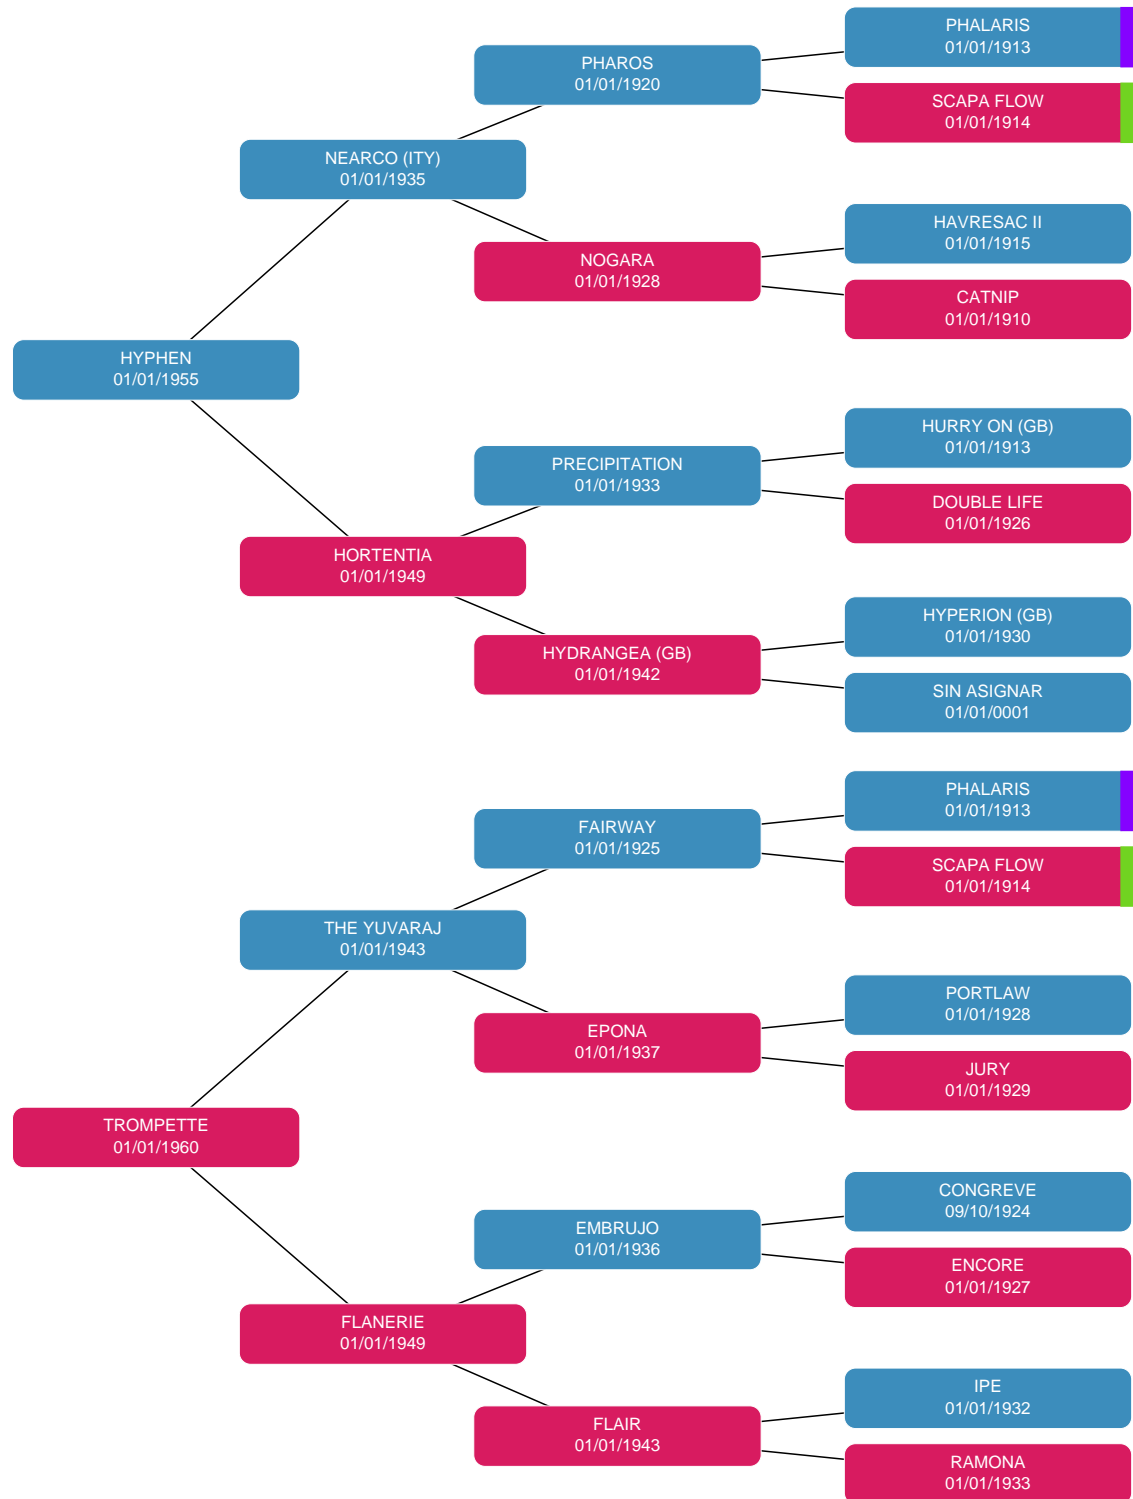 PHALARIS
01/01/1913
PHAROS
01/01/1920
SCAPA FLOW
01/01/1914
NEARCO (ITY)
01/01/1935
HAVRESAC II
01/01/1915
NOGARA
01/01/1928
CATNIP
01/01/1910
HYPHEN
01/01/1955
HURRY ON (GB)
01/01/1913
PRECIPITATION
01/01/1933
DOUBLE LIFE
01/01/1926
HORTENTIA
01/01/1949
HYPERION (GB)
01/01/1930
HYDRANGEA (GB)
01/01/1942
SIN ASIGNAR
01/01/0001
PHALARIS
01/01/1913
FAIRWAY
01/01/1925
SCAPA FLOW
01/01/1914
THE YUVARAJ
01/01/1943
PORTLAW
01/01/1928
EPONA
01/01/1937
JURY
01/01/1929
TROMPETTE
01/01/1960
CONGREVE
09/10/1924
EMBRUJO
01/01/1936
ENCORE
01/01/1927
FLANERIE
01/01/1949
IPE
01/01/1932
FLAIR
01/01/1943
RAMONA
01/01/1933